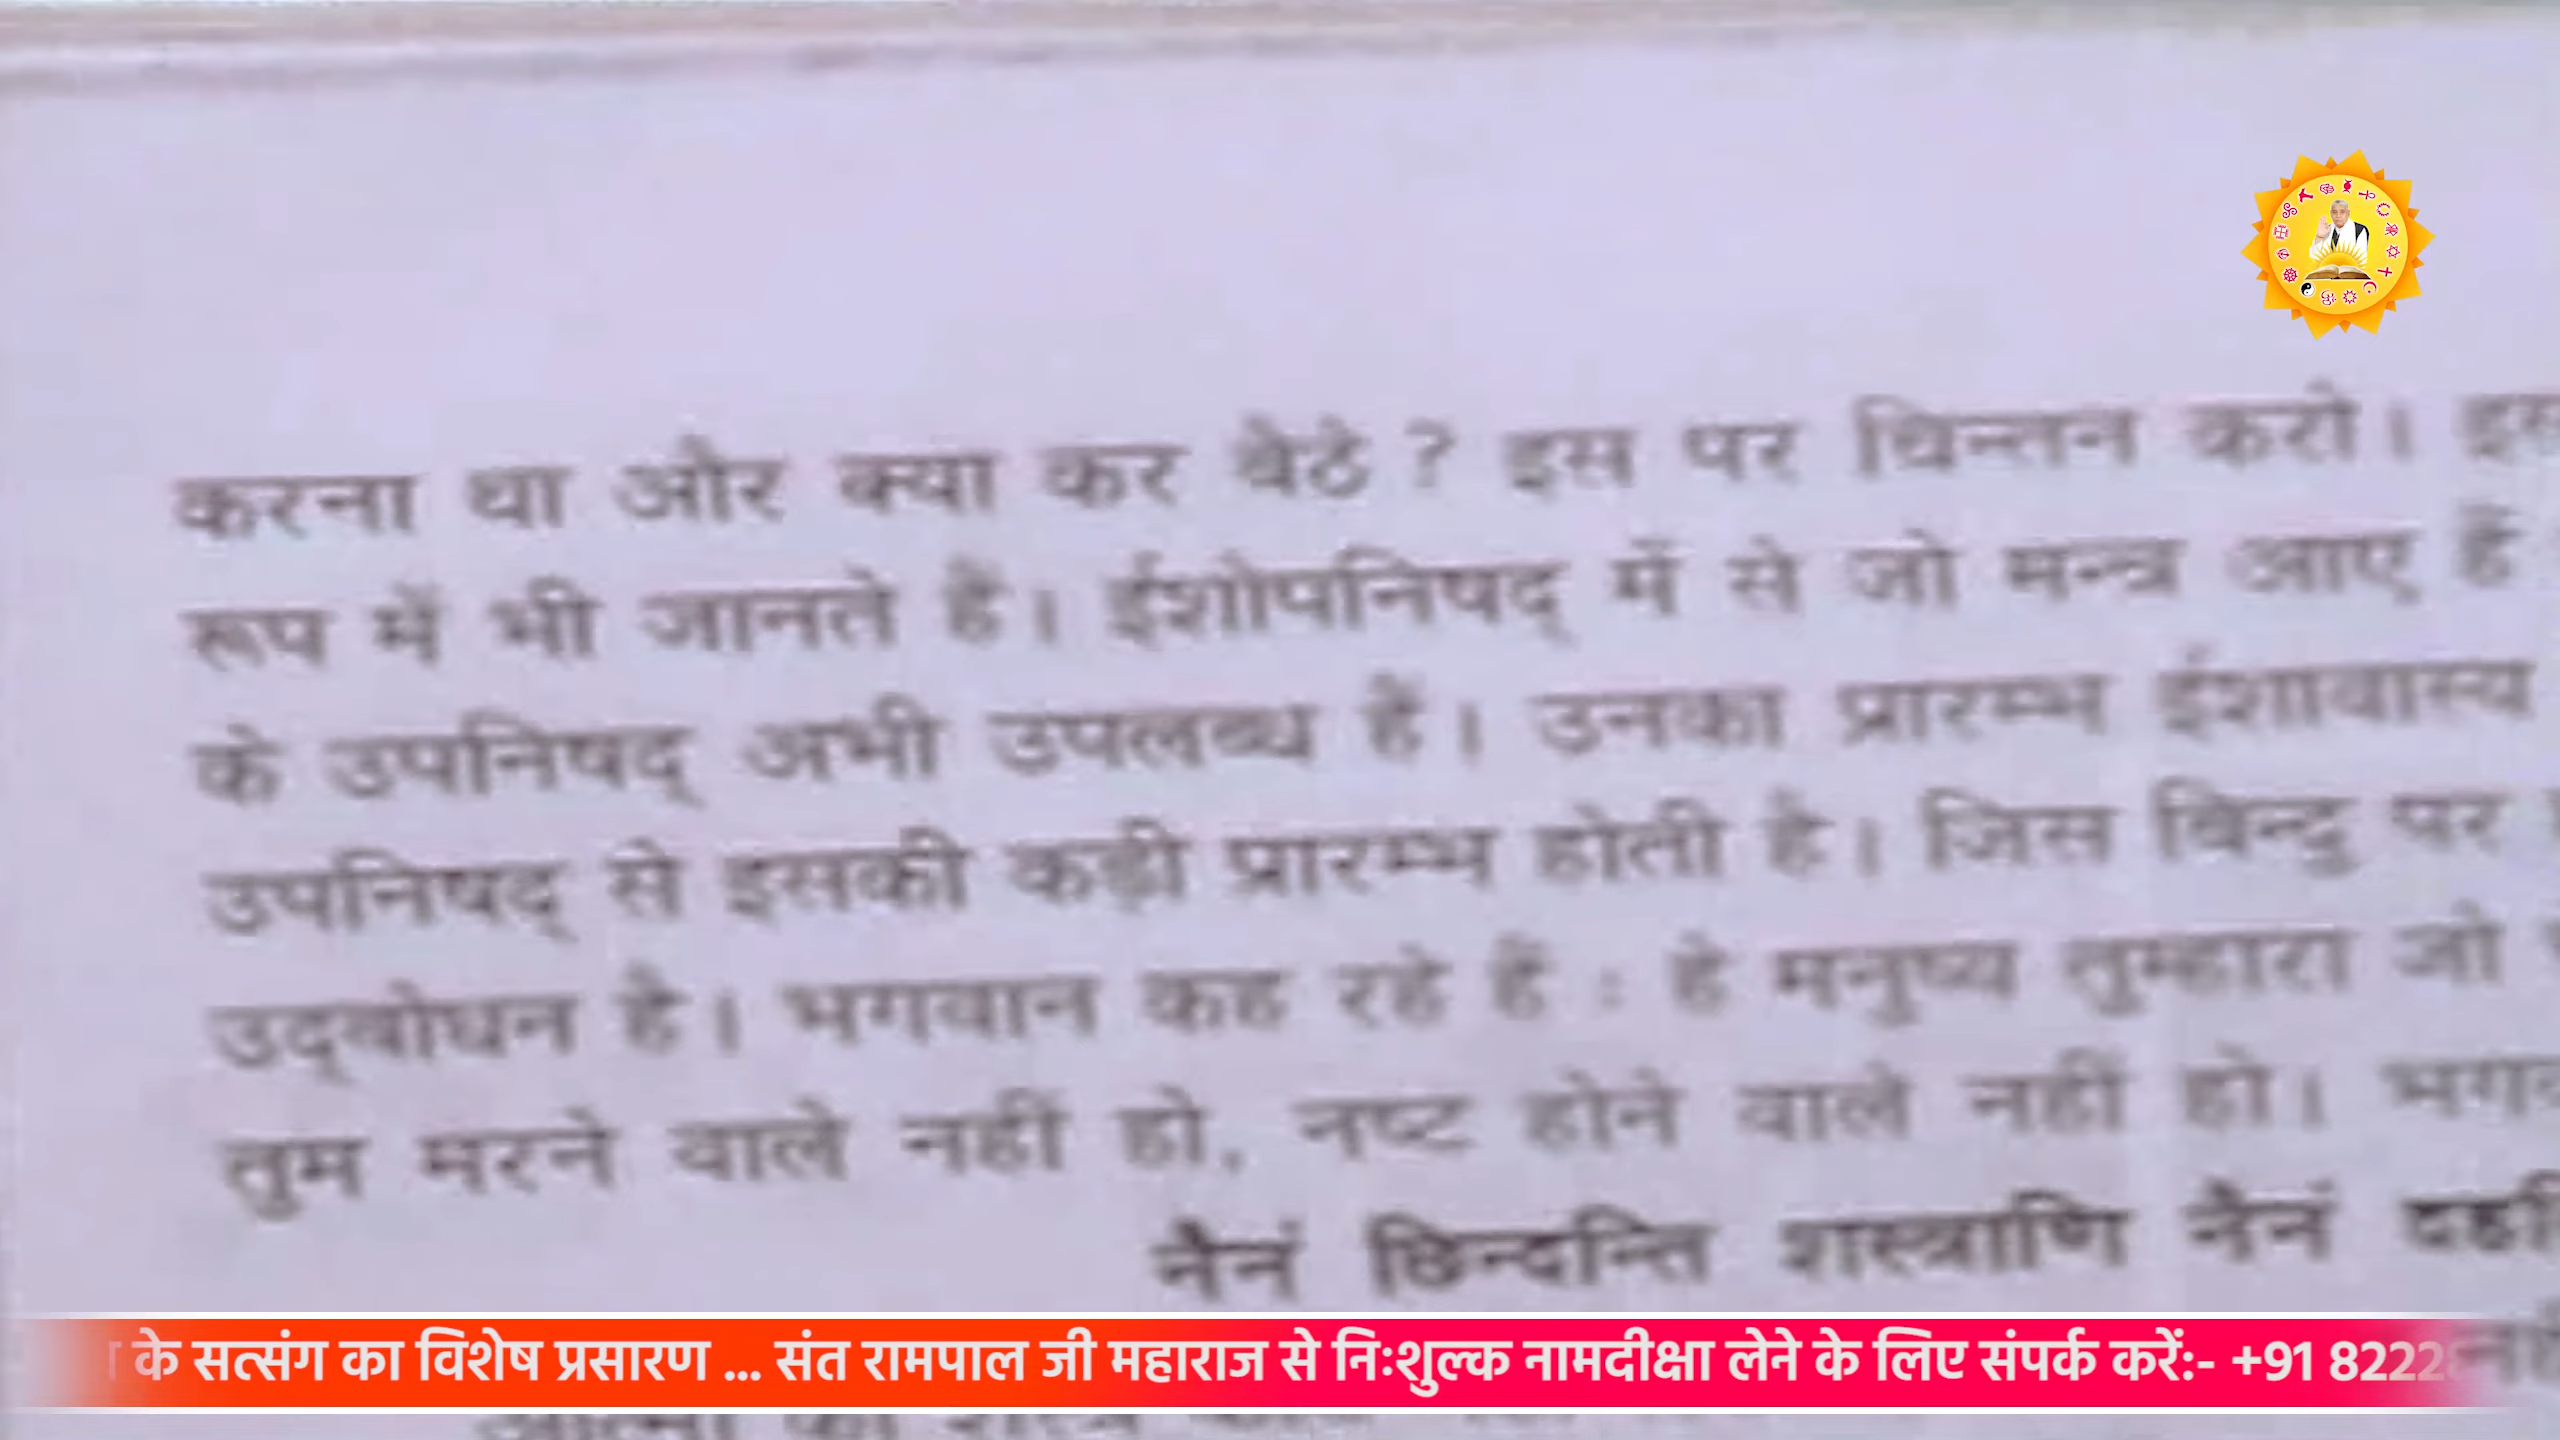 करना था और क्या कर बैठे ? इस पर चिन्तन करो। इस
रूप में भी जानते हैं। ईशोपनिषद् में से जो मन्त्र आए हैं
के उपनिषद् अभी उपलब्ध हैं। उनका प्रारम्भ ईशावास्य
उपनिषद् से इसकी कड़ी प्रारम्भ होती है। जिस बिन्दु पर
उद्‌बोधन है। भगवान कह रहे हैं : हे मनुष्य तुम्हारा जो
तुम मरने वाले नहीं हो, नष्ट होने वाले नहीं हो।
नैनं छिन्दन्ति शस्त्राणि नैनं
के सत्संग का विशेष प्रसारण ... संत रामपाल जी महाराज से निःशुल्क नामदीक्षा लेने के लिए संपर्क करें:- +91 8222